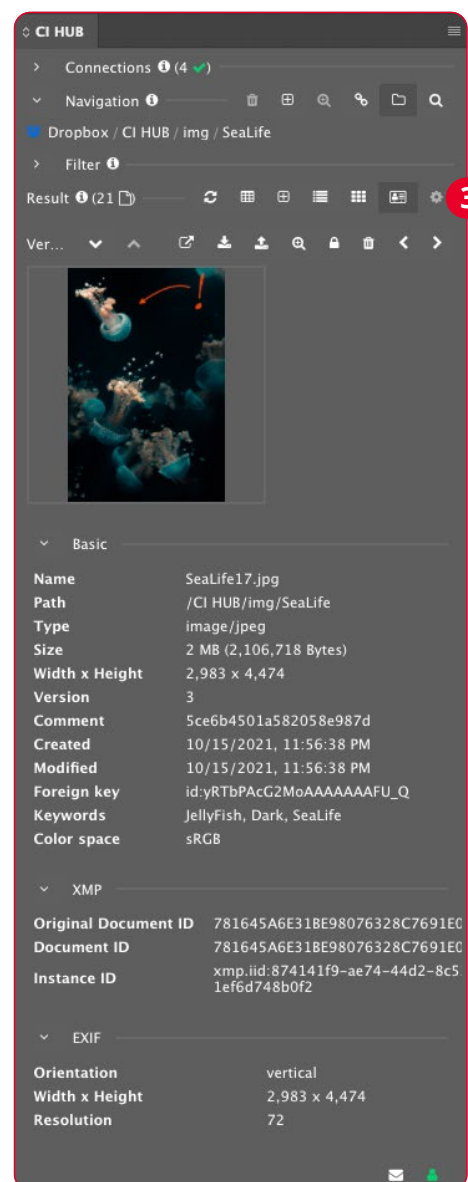 CI HUB
Connections (4 ✓)
Navigation
Dropbox / CI HUB / img / SeaLife
Filter
Result (21)
3
Ver...
Basic
Name SeaLife17.jpg
Path /CI HUB/img/SeaLife
Type image/jpeg
Size 2 MB (2,106,718 Bytes)
Width x Height 2,983 x 4,474
Version 3
Comment 5ce6b4501a582058e987d
Created 10/15/2021, 11:56:38 PM
Modified 10/15/2021, 11:56:38 PM
Foreign key id:yRTbPAcG2MoAAAAAAAFU_Q
Keywords JellyFish, Dark, SeaLife
Color space sRGB
XMP
Original Document ID 781645A6E31BE98076328C7691E0
Document ID 781645A6E31BE98076328C7691E0
Instance ID xmp.iid:874141f9-ae74-44d2-8c5
1ef6d748b0f2
EXIF
Orientation vertical
Width x Height 2,983 x 4,474
Resolution 72